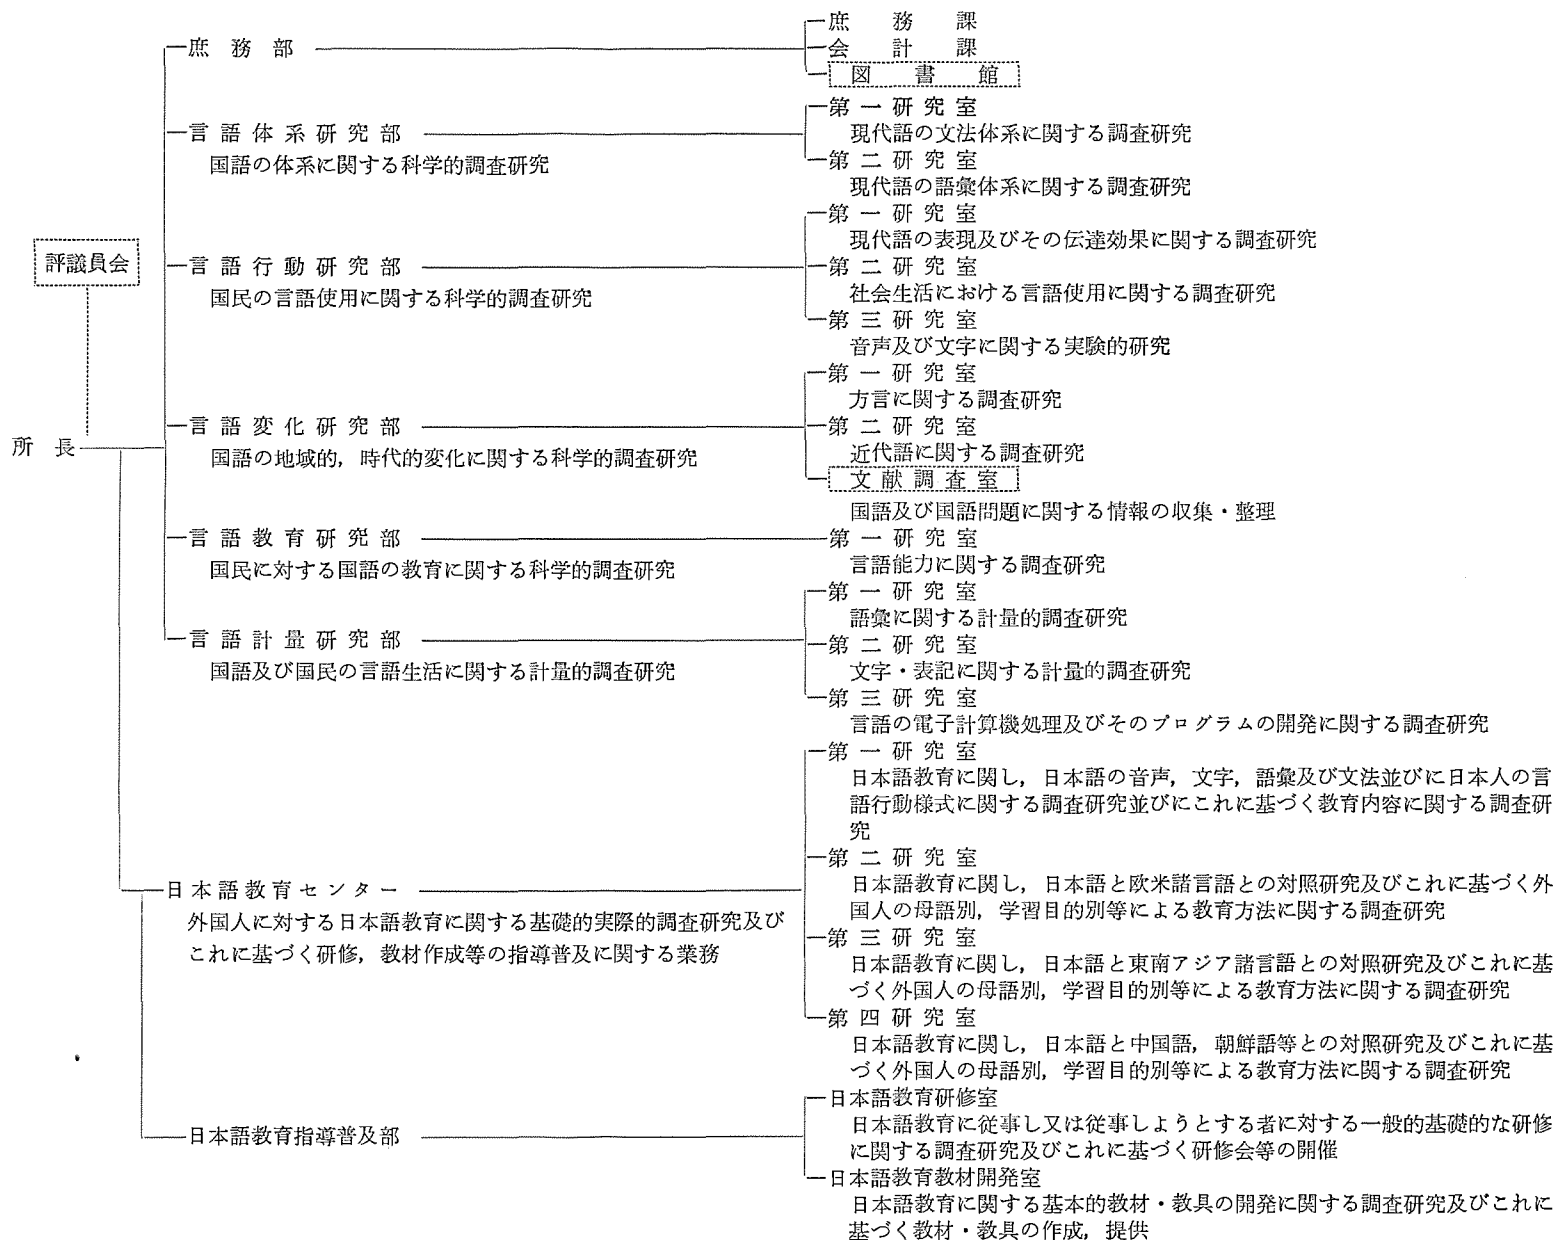 評議員会
所長
庶務部
庶務課
会計課
図書館
言語体系研究部
国語の体系に関する科学的調査研究
第一研究室
現代語の文法体系に関する調査研究
第二研究室
現代語の語彙体系に関する調査研究
言語行動研究部
国民の言語使用に関する科学的調査研究
第一研究室
現代語の表現及びその伝達効果に関する調査研究
第二研究室
社会生活における言語使用に関する調査研究
第三研究室
音声及び文字に関する実験的研究
言語変化研究部
国語の地域的,時代的変化に関する科学的調査研究
第一研究室
方言に関する調査研究
第二研究室
近代語に関する調査研究
文献調査室
国語及び国語問題に関する情報の収集・整理
言語教育研究部
国民に対する国語の教育に関する科学的調査研究
第一研究室
言語能力に関する調査研究
言語計量研究部
国語及び国民の言語生活に関する計量的調査研究
第一研究室
語彙に関する計量的調査研究
第二研究室
文字・表記に関する計量的調査研究
第三研究室
言語の電子計算機処理及びそのプログラムの開発に関する調査研究
日本語教育センター
外国人に対する日本語教育に関する基礎的実際的調査研究及び
これに基づく研修,教材作成等の指導普及に関する業務
第一研究室
日本語教育に関し,日本語の音声,文字,語彙及び文法並びに日本人の言
語行動様式に関する調査研究並びにこれに基づく教育内容に関する調査研
究
第二研究室
日本語教育に関し,日本語と欧米諸言語との対照研究及びこれに基づく外
国人の母語別,学習目的別等による教育方法に関する調査研究
第三研究室
日本語教育に関し,日本語と東南アジア諸言語との対照研究及びこれに基
づく外国人の母語別,学習目的別等による教育方法に関する調査研究
第四研究室
日本語教育に関し,日本語と中国語,朝鮮語等との対照研究及びこれに基
づく外国人の母語別,学習目的別等による教育方法に関する調査研究
日本語教育指導普及部
日本語教育研修室
日本語教育に従事し又は従事しようとする者に対する一般的基礎的な研修
に関する調査研究及びこれに基づく研修会等の開催
日本語教育教材開発室
日本語教育に関する基本的教材・教具の開発に関する調査研究及びこれに
基づく教材・教具の作成,提供